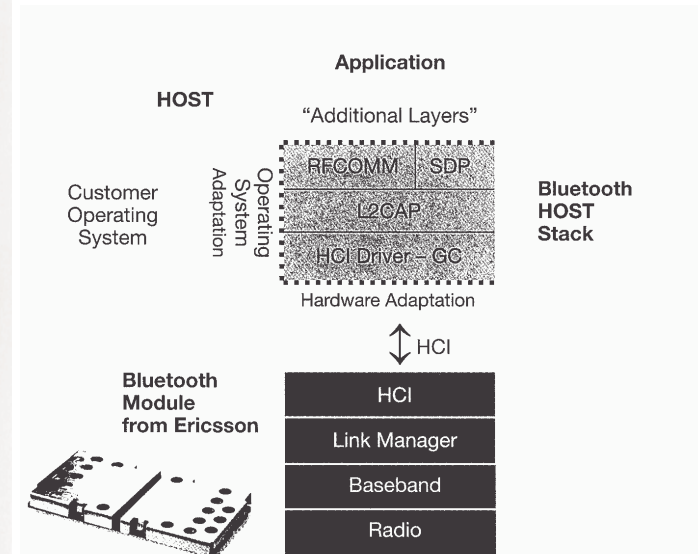 Application
HOST
“Additional Layers”
RFCOMM
SDP
Operating
System
Adaptation
Customer
Operating
System
L2CAP
Bluetooth
HOST
Stack
HCI Driver – GC
Hardware Adaptation
HCI
Bluetooth
Module
from Ericsson
HCI
Link Manager
Baseband
Radio